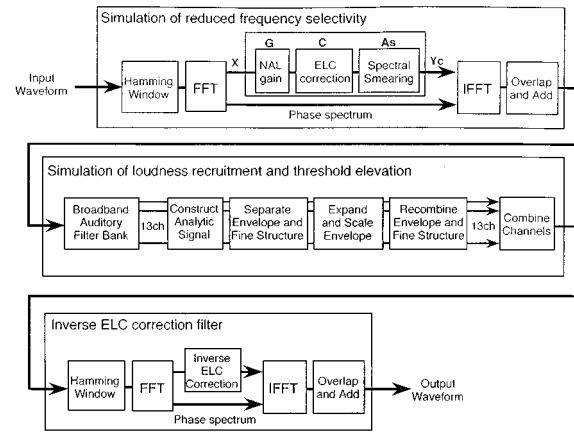 Simulation of reduced frequency selectivity
G C As
X Yc
Input
Waveform
Hamming
Window
FFT
NAL
gain
ELC
correction
Spectral
Smearing
IFFT
Overlap
and Add
Phase spectrum
Simulation of loudness recruitment and threshold elevation
Broadband
Auditory
Filter Bank
13ch
Construct
Analytic
Signal
Separate
Envelope and
Fine Structure
Expand
and Scale
Envelope
Recombine
Envelope and
Fine Structure
13ch
Combine
Channels
Inverse ELC correction filter
Hamming
Window
FFT
Inverse
ELC
Correction
IFFT
Overlap
and Add
Output
Waveform
Phase spectrum